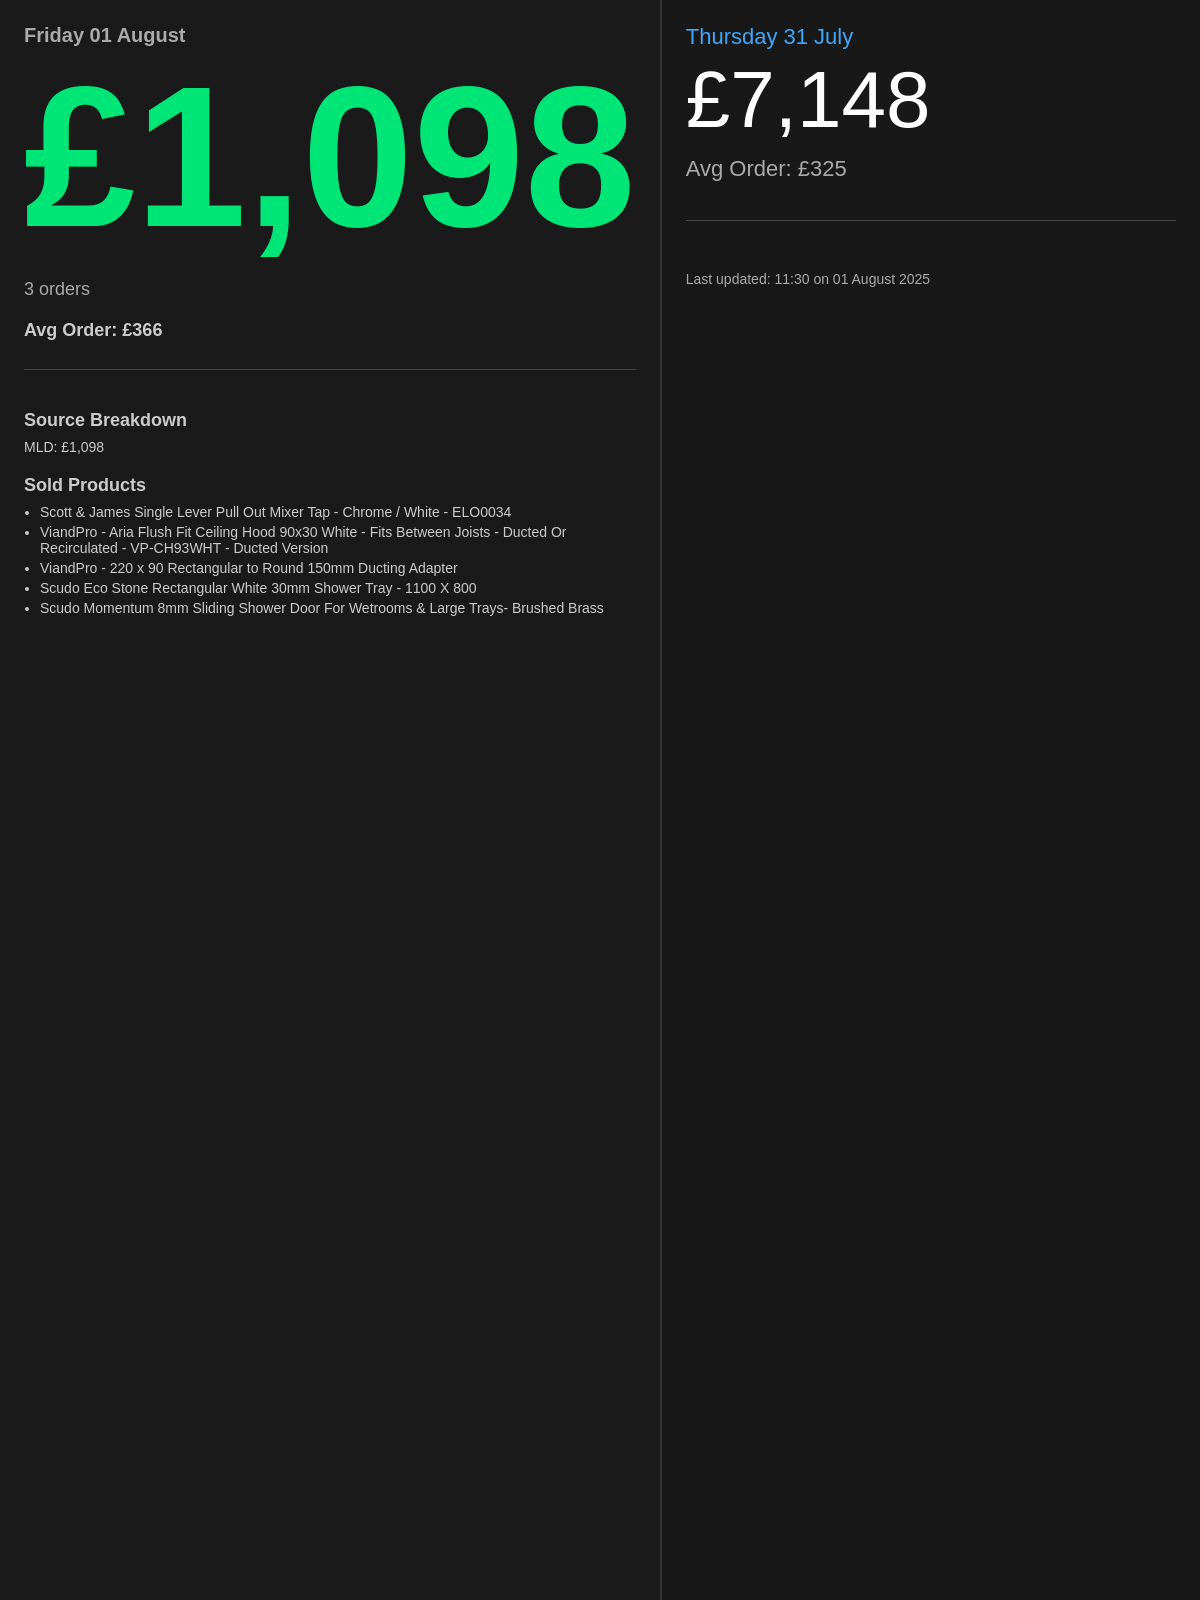 Friday 01 August
£1,098
3 orders
Avg Order: £366
Source Breakdown
MLD: £1,098
Sold Products
• Scott & James Single Lever Pull Out Mixer Tap - Chrome / White - ELO0034
• ViandPro - Aria Flush Fit Ceiling Hood 90x30 White - Fits Between Joists - Ducted Or
Recirculated - VP-CH93WHT - Ducted Version
• ViandPro - 220 x 90 Rectangular to Round 150mm Ducting Adapter
• Scudo Eco Stone Rectangular White 30mm Shower Tray - 1100 X 800
• Scudo Momentum 8mm Sliding Shower Door For Wetrooms & Large Trays- Brushed Brass
Thursday 31 July
£7,148
Avg Order: £325
Last updated: 11:30 on 01 August 2025